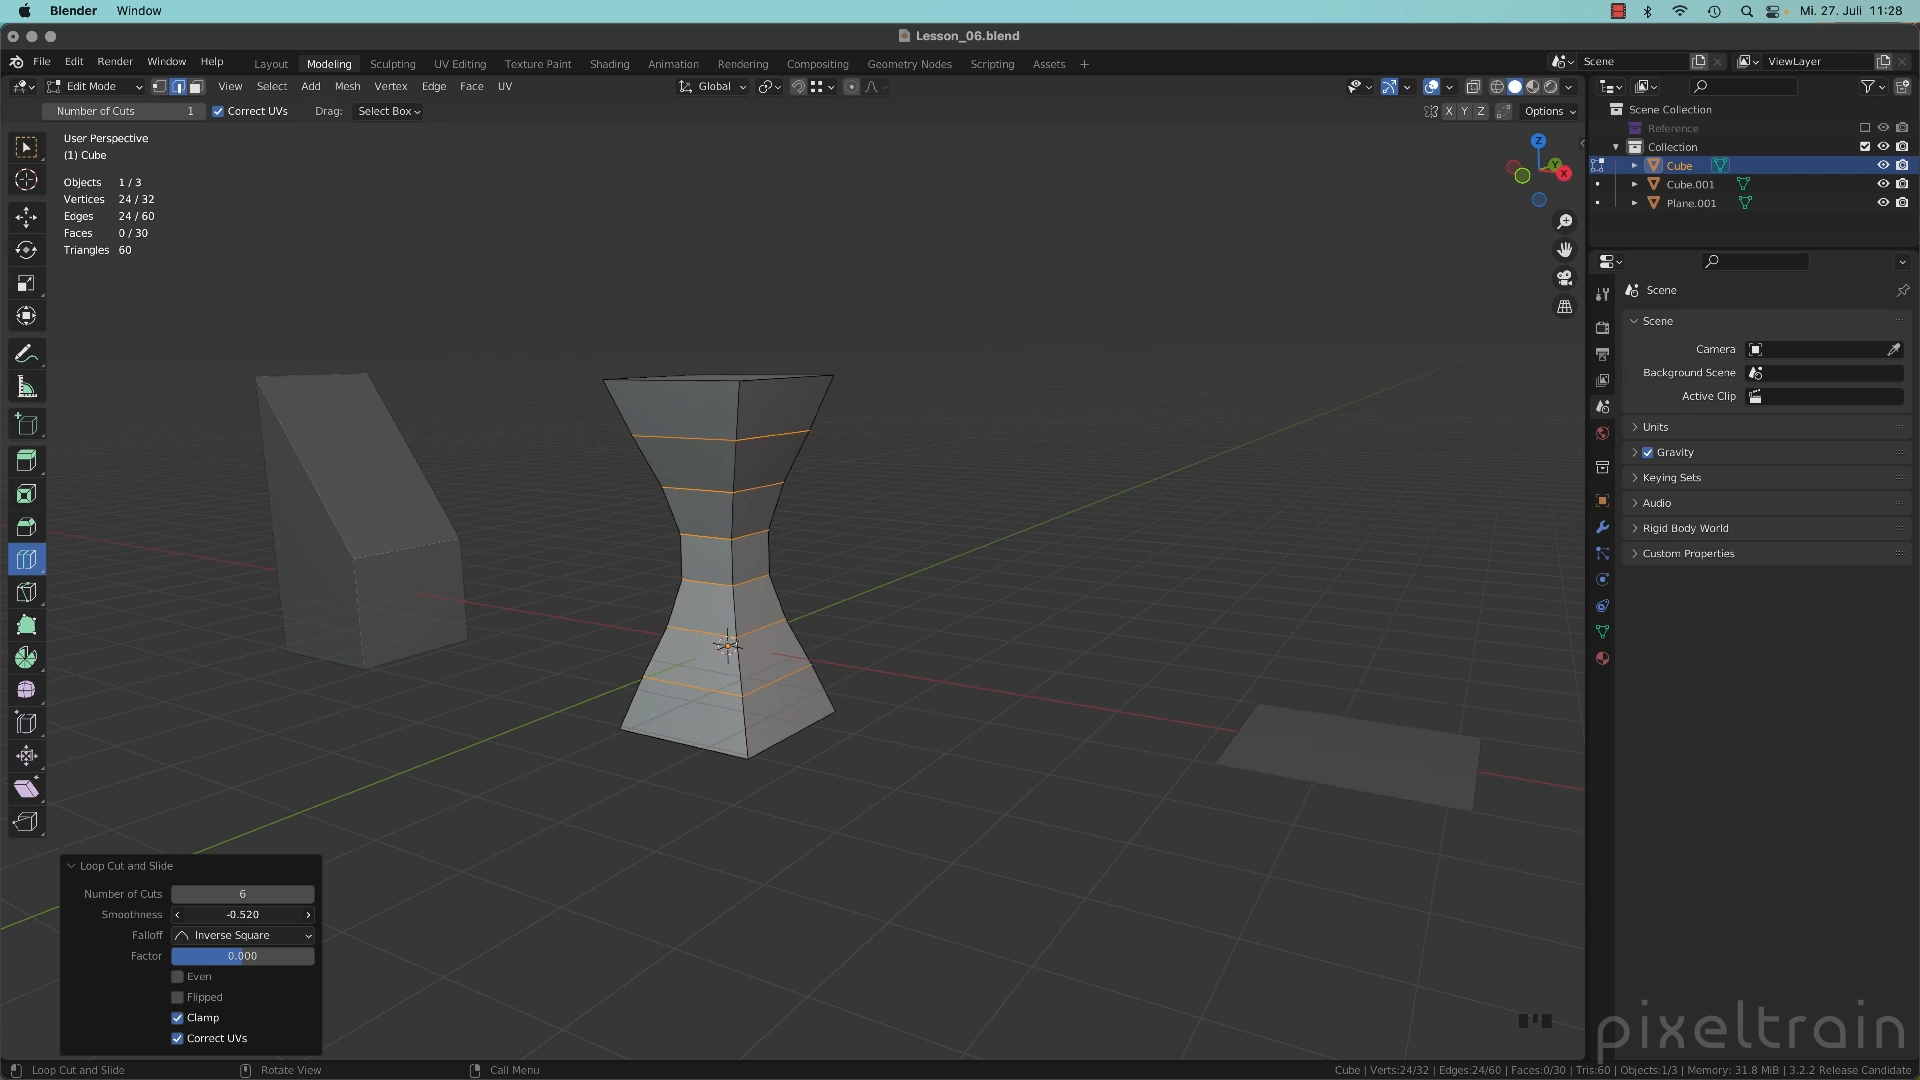 Blender Window Mi. 27. Juli 11:28
Lesson_06.blend
File Edit Render Window Help Layout Modeling Sculpting UV Editing Texture Paint Shading Animation Rendering Compositing Geometry Nodes Scripting Assets + Scene ViewLayer
Edit Mode View Select Add Mesh Vertex Edge Face UV Global
Number of Cuts 1 Correct UVs Drag: Select Box X Y Z Options
User Perspective
(1) Cube
Objects 1 / 3
Vertices 24 / 32
Edges 24 / 60
Faces 0 / 30
Triangles 60
Z
Y
X
Scene Collection
Reference
Collection
Cube
Cube.001
Plane.001
Scene
Scene
Camera
Background Scene
Active Clip
Units
Gravity
Keying Sets
Audio
Rigid Body World
Custom Properties
Loop Cut and Slide
Number of Cuts 6
Smoothness -0.520
Falloff Inverse Square
Factor 0.000
Even
Flipped
Clamp
Correct UVs
pixeltrain
Loop Cut and Slide Rotate View Call Menu Cube | Verts:24/32 | Edges:24/60 | Faces:0/30 | Tris:60 | Objects:1/3 | Memory: 31.8 MiB | 3.2.2 Release Candidate